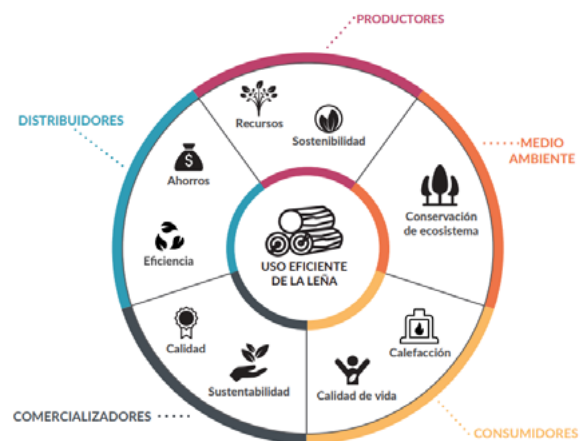 PRODUCTORES
DISTRIBUIDORES
MEDIO
AMBIENTE
Recursos
Sostenibilidad
Ahorros
Eficiencia
Conservación
de ecosistema
USO EFICIENTE
DE LA LEÑA
Calidad
Sustentabilidad
Calidad de vida
Calefacción
COMERCIALIZADORES
CONSUMIDORES